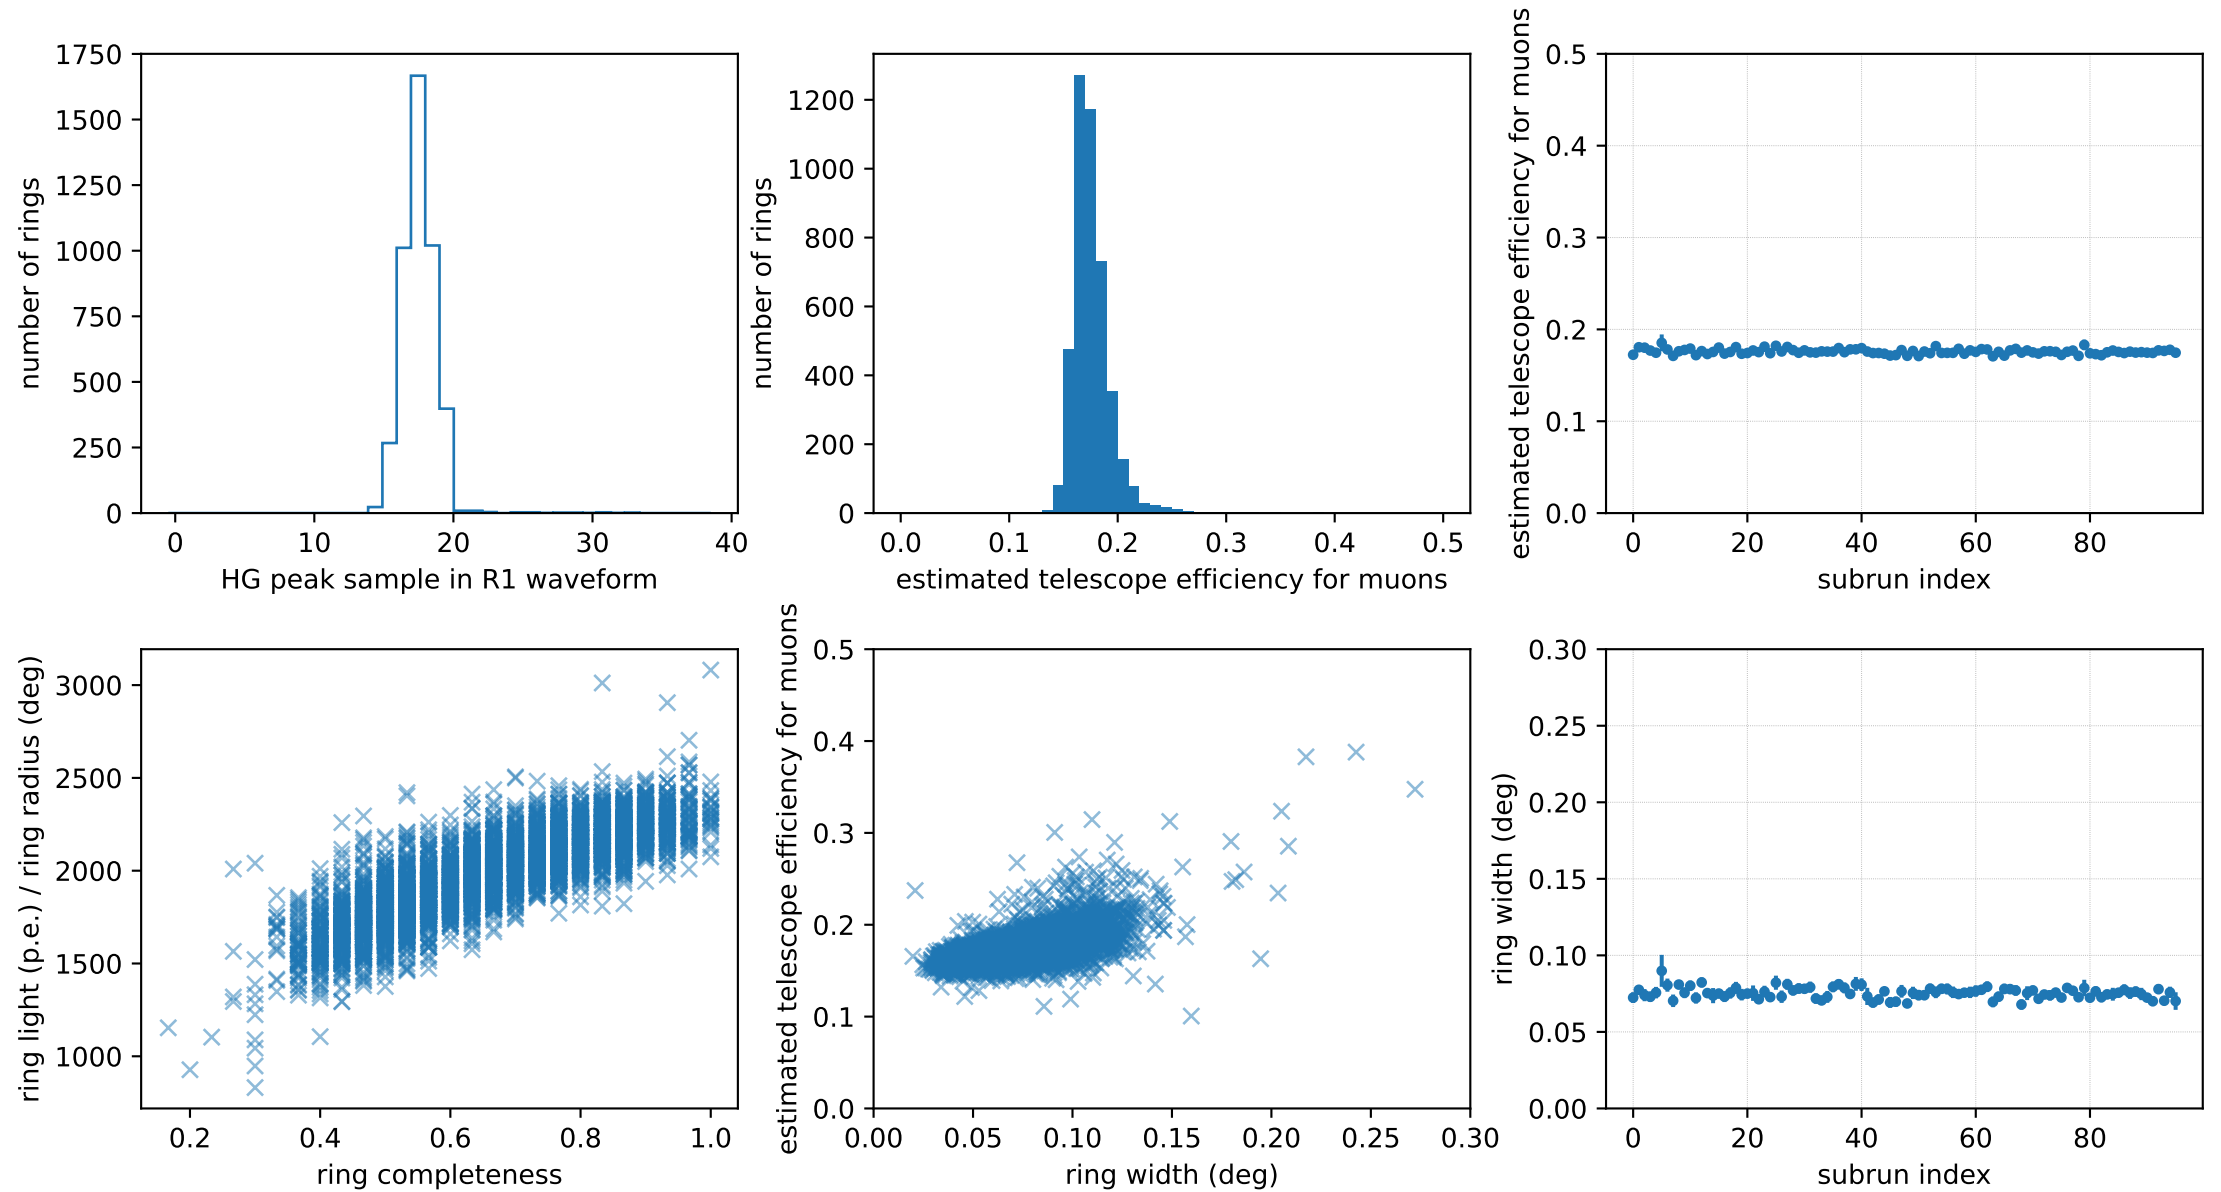 1750
1500
1250
1000
750
500
250
0
number of rings
0 10 20 30 40
HG peak sample in R1 waveform
1200
1000
800
600
400
200
0
number of rings
0.0 0.1 0.2 0.3 0.4 0.5
estimated telescope efficiency for muons
0.5
0.4
0.3
0.2
0.1
0.0
estimated telescope efficiency for muons
0 20 40 60 80
subrun index
3000
2500
2000
1500
1000
ring light (p.e.) / ring radius (deg)
0.2 0.4 0.6 0.8 1.0
ring completeness
0.5
0.4
0.3
0.2
0.1
0.0
estimated telescope efficiency for muons
0.00 0.05 0.10 0.15 0.20 0.25 0.30
ring width (deg)
0.30
0.25
0.20
0.15
0.10
0.05
0.00
ring width (deg)
0 20 40 60 80
subrun index